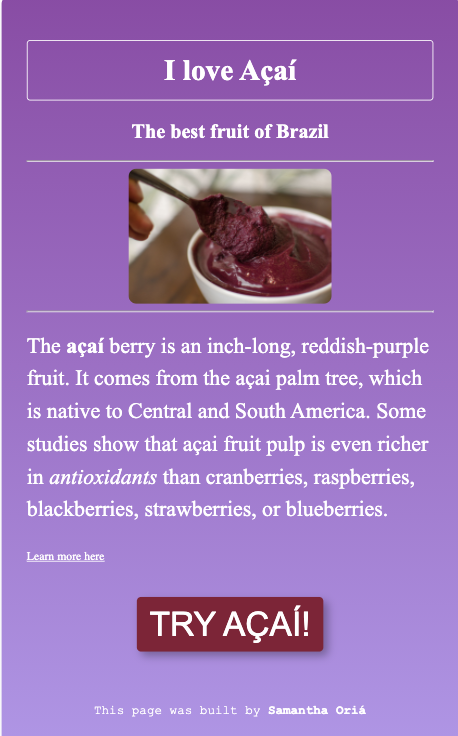 I love Açaí
The best fruit of Brazil
The açaí berry is an inch-long, reddish-purple
fruit. It comes from the açai palm tree, which
is native to Central and South America. Some
studies show that açai fruit pulp is even richer
in antioxidants than cranberries, raspberries,
blackberries, strawberries, or blueberries.
Learn more here
TRY AÇAÍ!
This page was built by Samantha Oriá